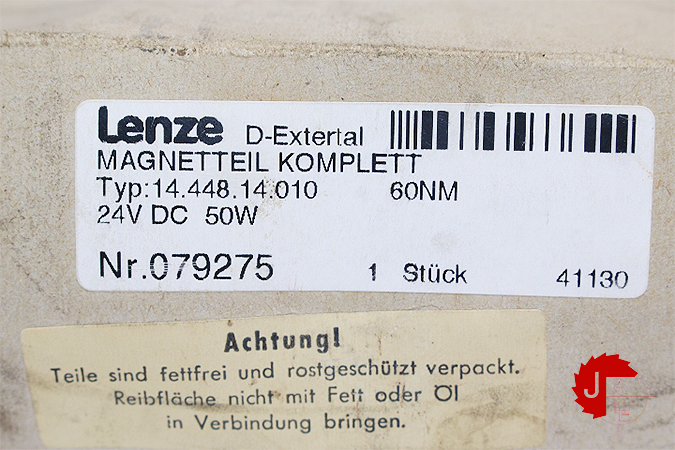 Lenze D-Extertal
MAGNETTEIL KOMPLETT
Typ:14.448.14.010 60NM
24V DC 50W
Nr.079275 1 Stück 41130
Achtung!
Teile sind fettfrei und rostgeschützt verpackt.
Reibfläche nicht mit Fett oder Öl
in Verbindung bringen.
J